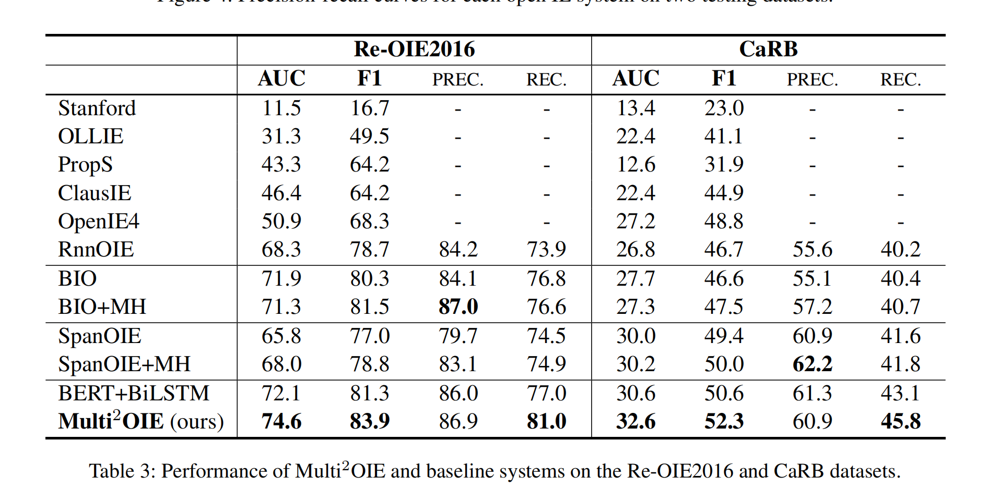 Figure 4: Precision-recall curves for each open IE system on two testing datasets.
Re-OIE2016 CaRB
AUC F1 PREC. REC. AUC F1 PREC. REC.
Stanford 11.5 16.7 - - 13.4 23.0 - -
OLLIE 31.3 49.5 - - 22.4 41.1 - -
PropS 43.3 64.2 - - 12.6 31.9 - -
ClausIE 46.4 64.2 - - 22.4 44.9 - -
OpenIE4 50.9 68.3 - - 27.2 48.8 - -
RnnOIE 68.3 78.7 84.2 73.9 26.8 46.7 55.6 40.2
BIO 71.9 80.3 84.1 76.8 27.7 46.6 55.1 40.4
BIO+MH 71.3 81.5 87.0 76.6 27.3 47.5 57.2 40.7
SpanOIE 65.8 77.0 79.7 74.5 30.0 49.4 60.9 41.6
SpanOIE+MH 68.0 78.8 83.1 74.9 30.2 50.0 62.2 41.8
BERT+BiLSTM 72.1 81.3 86.0 77.0 30.6 50.6 61.3 43.1
Multi²OIE (ours) 74.6 83.9 86.9 81.0 32.6 52.3 60.9 45.8
Table 3: Performance of Multi²OIE and baseline systems on the Re-OIE2016 and CaRB datasets.